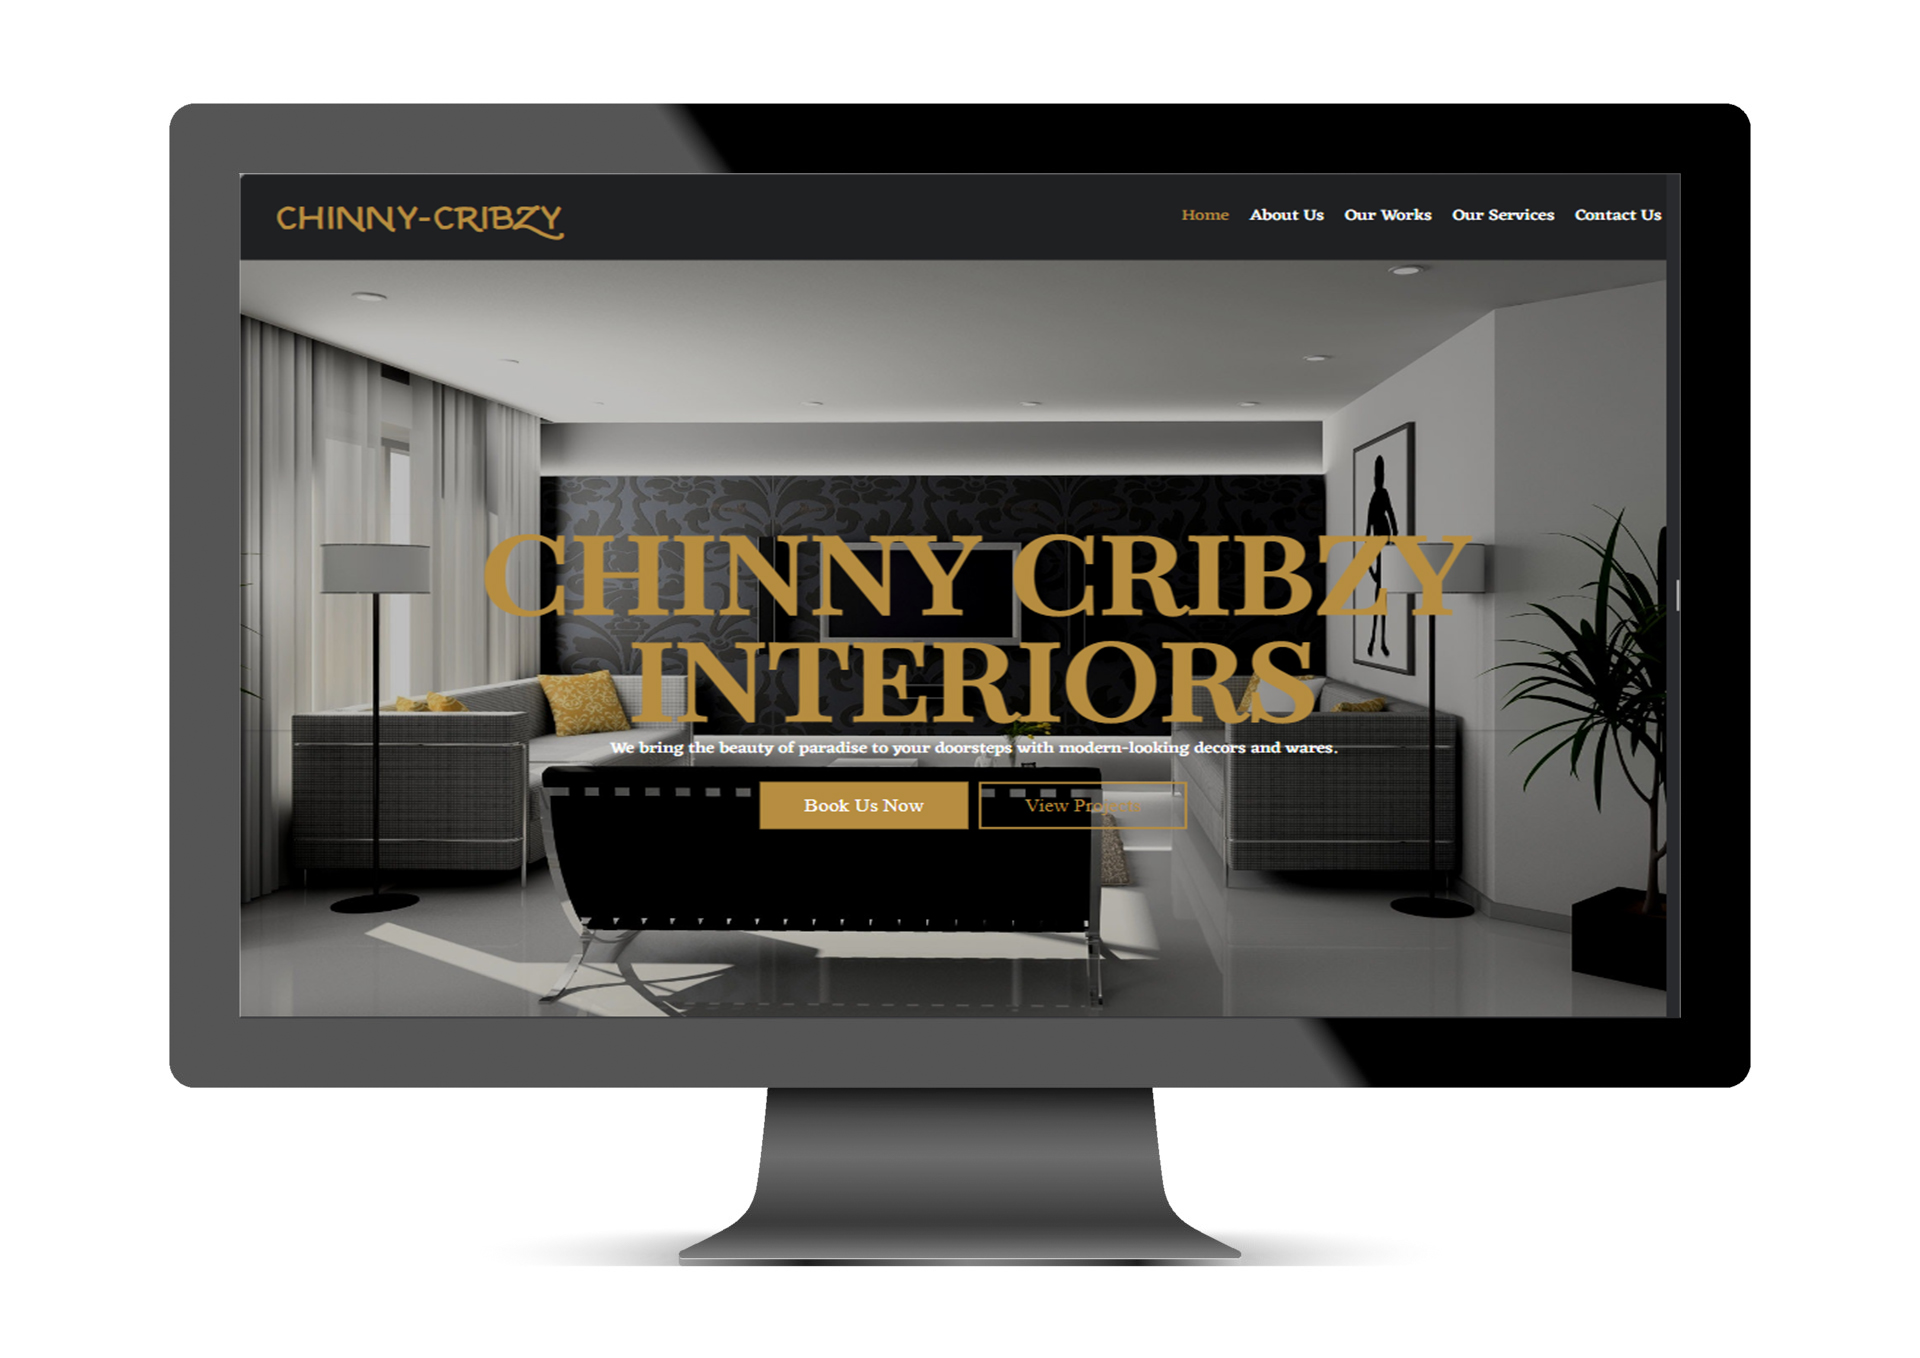 CHINNY-CRIBZY
Home About Us Our Works Our Services Contact Us
CHINNY CRIBZY
INTERIORS
We bring the beauty of paradise to your doorsteps with modern-looking decors and wares.
Book Us Now View Projects